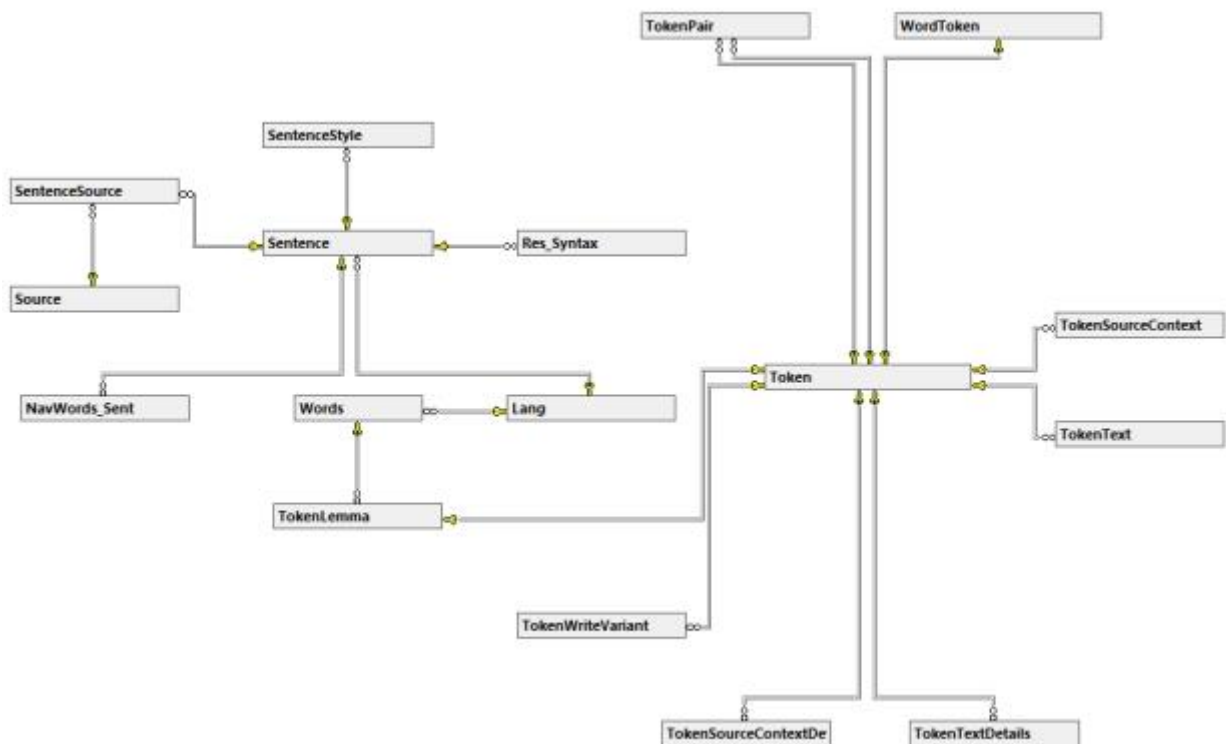 TokenPair
WordToken
SentenceStyle
SentenceSource
Sentence
Res_Syntax
Source
TokenSourceContext
Token
NavWords_Sent
Words
Lang
TokenText
TokenLemma
TokenWriteVariant
TokenSourceContextDe
TokenTextDetails